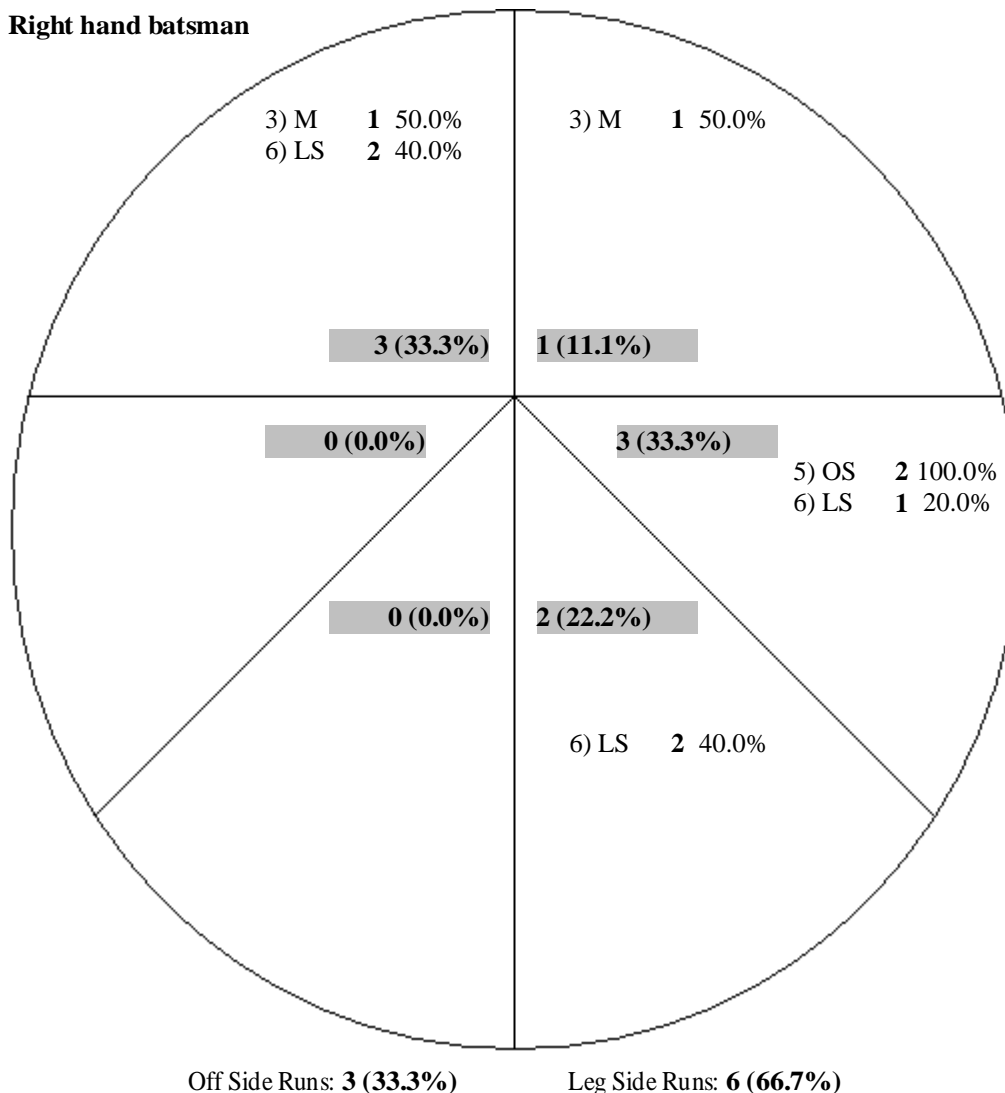 Right hand batsman
3) M 1 50.0% 3) M 1 50.0%
6) LS 2 40.0%
3 (33.3%) 1 (11.1%)
0 (0.0%) 3 (33.3%)
5) OS 2 100.0%
6) LS 1 20.0%
0 (0.0%) 2 (22.2%)
6) LS 2 40.0%
Off Side Runs: 3 (33.3%) Leg Side Runs: 6 (66.7%)